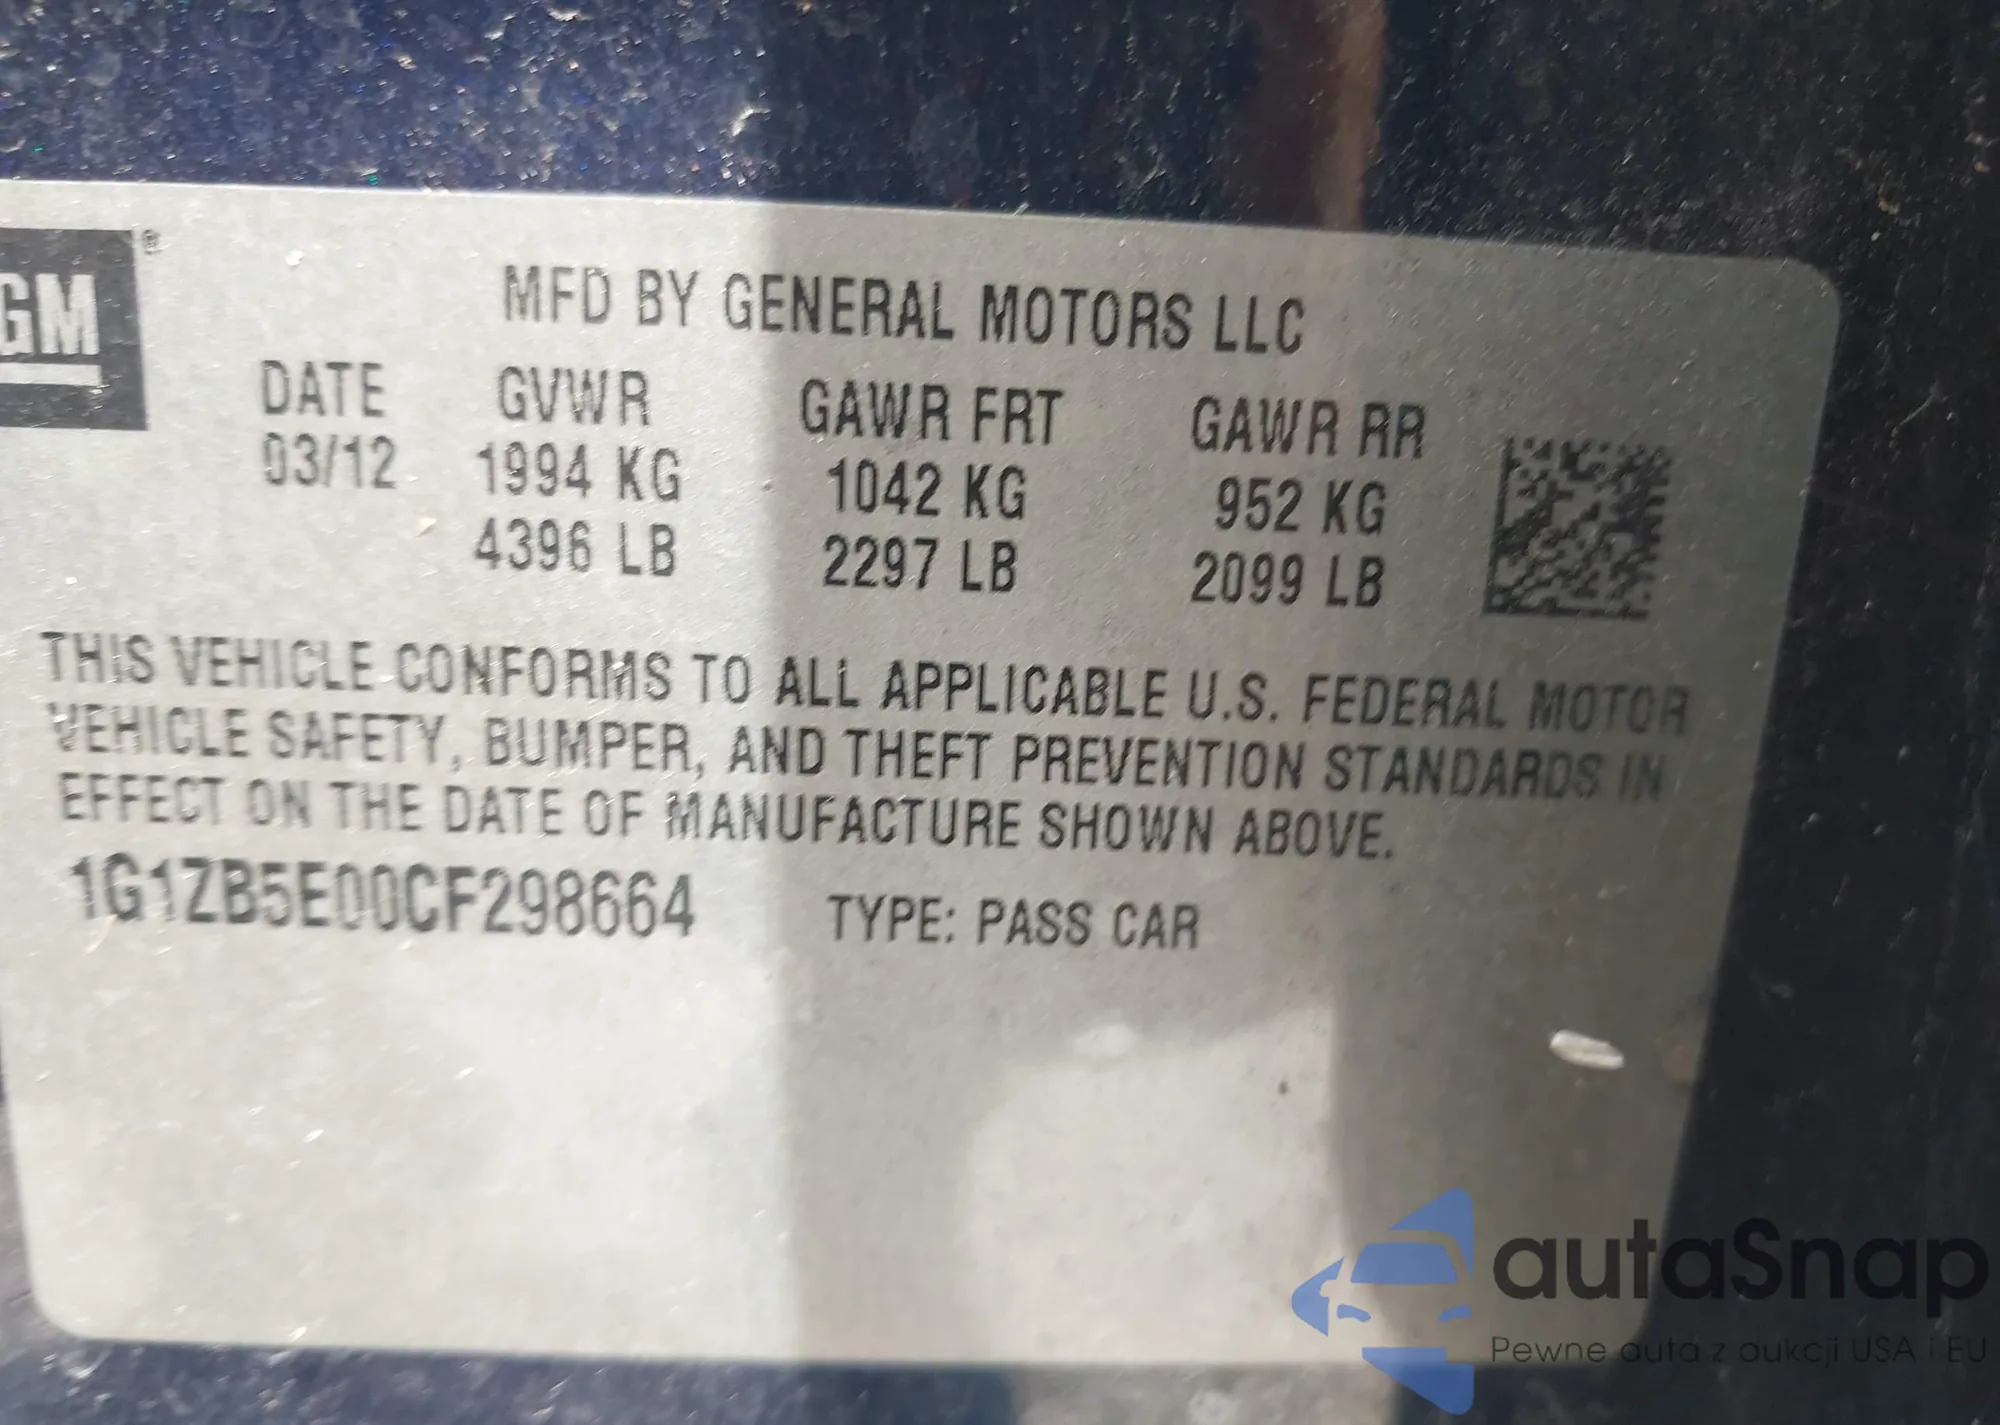 GM®
MFD BY GENERAL MOTORS LLC
DATE GVWR GAWR FRT GAWR RR
03/12 1994 KG 1042 KG 952 KG
4396 LB 2297 LB 2099 LB
THIS VEHICLE CONFORMS TO ALL APPLICABLE U.S. FEDERAL MOTOR
VEHICLE SAFETY, BUMPER, AND THEFT PREVENTION STANDARDS IN
EFFECT ON THE DATE OF MANUFACTURE SHOWN ABOVE.
1G1ZB5E00CF298664 TYPE: PASS CAR
autaSnap
Pewne auta z aukcji USA i EU